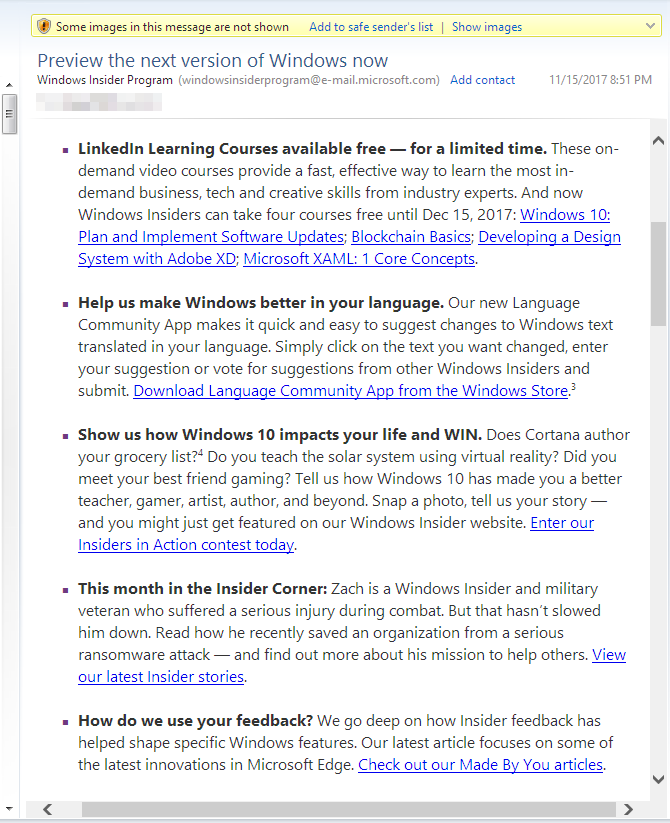 Some images in this message are not shown Add to safe sender's list | Show images
Preview the next version of Windows now
Windows Insider Program (windowsinsiderprogram@e-mail.microsoft.com) Add contact 11/15/2017 8:51 PM
LinkedIn Learning Courses available free — for a limited time. These on-
demand video courses provide a fast, effective way to learn the most in-
demand business, tech and creative skills from industry experts. And now
Windows Insiders can take four courses free until Dec 15, 2017: Windows 10:
Plan and Implement Software Updates; Blockchain Basics; Developing a Design
System with Adobe XD; Microsoft XAML: 1 Core Concepts.
Help us make Windows better in your language. Our new Language
Community App makes it quick and easy to suggest changes to Windows text
translated in your language. Simply click on the text you want changed, enter
your suggestion or vote for suggestions from other Windows Insiders and
submit. Download Language Community App from the Windows Store.³
Show us how Windows 10 impacts your life and WIN. Does Cortana author
your grocery list?⁴ Do you teach the solar system using virtual reality? Did you
meet your best friend gaming? Tell us how Windows 10 has made you a better
teacher, gamer, artist, author, and beyond. Snap a photo, tell us your story —
and you might just get featured on our Windows Insider website. Enter our
Insiders in Action contest today.
This month in the Insider Corner: Zach is a Windows Insider and military
veteran who suffered a serious injury during combat. But that hasn't slowed
him down. Read how he recently saved an organization from a serious
ransomware attack — and find out more about his mission to help others. View
our latest Insider stories.
How do we use your feedback? We go deep on how Insider feedback has
helped shape specific Windows features. Our latest article focuses on some of
the latest innovations in Microsoft Edge. Check out our Made By You articles.